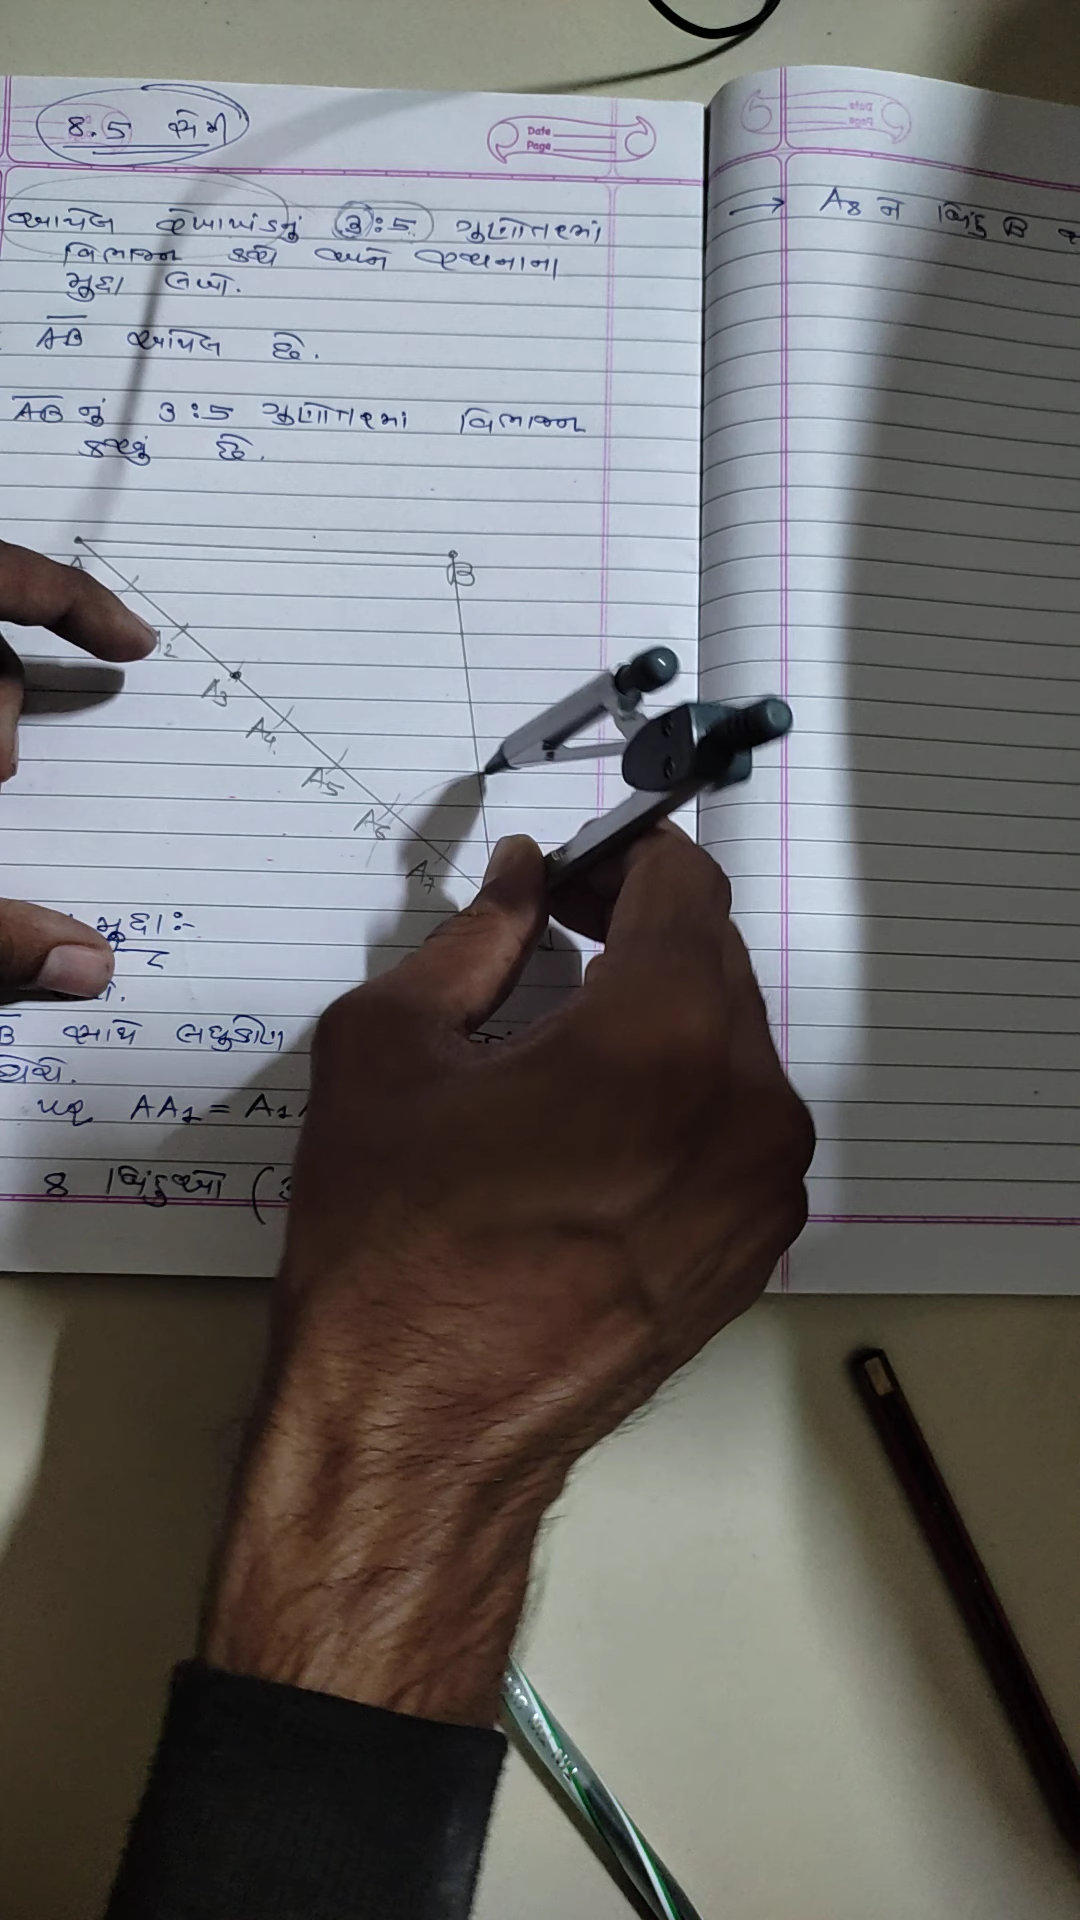 8.5 સેમી
Date
Page
આપેલ રેખાખંડનું 3:5 ગુણોત્તરમાં
વિભાજન કરો અને રચનાના
મુદ્દા લખો.
AB આપેલ છે.
AB નું 3:5 ગુણોત્તરમાં વિભાજન
કરવું છે.
A
B
A2
A3
A4
A5
A6
A7
મુદ્દા :-
B સાથે લઘુકોણ
પર AA1 = A1
8 બિંદુઓ (
→ A8 ને બિંદુ B